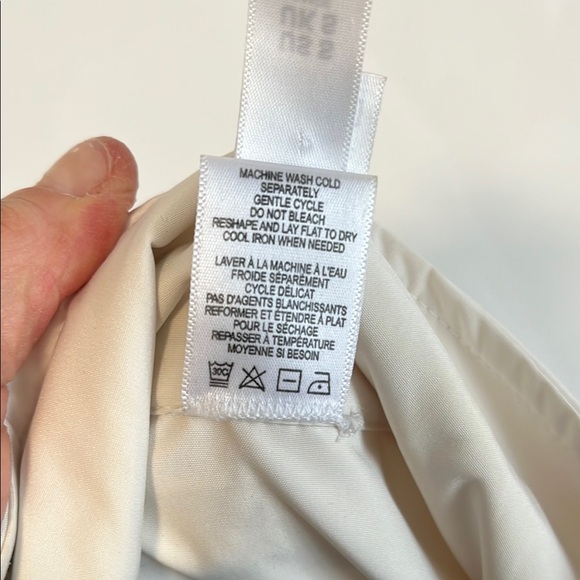 MACHINE WASH COLD
SEPARATELY
GENTLE CYCLE
DO NOT BLEACH
RESHAPE AND LAY FLAT TO DRY
COOL IRON WHEN NEEDED
LAVER À LA MACHINE À L'EAU
FROIDE SÉPARÉMENT
CYCLE DÉLICAT
PAS D'AGENTS BLANCHISSANTS
REFORMER ET ÉTENDRE À PLAT
POUR LE SÉCHAGE
REPASSER À TEMPÉRATURE
MOYENNE SI BESOIN
30C